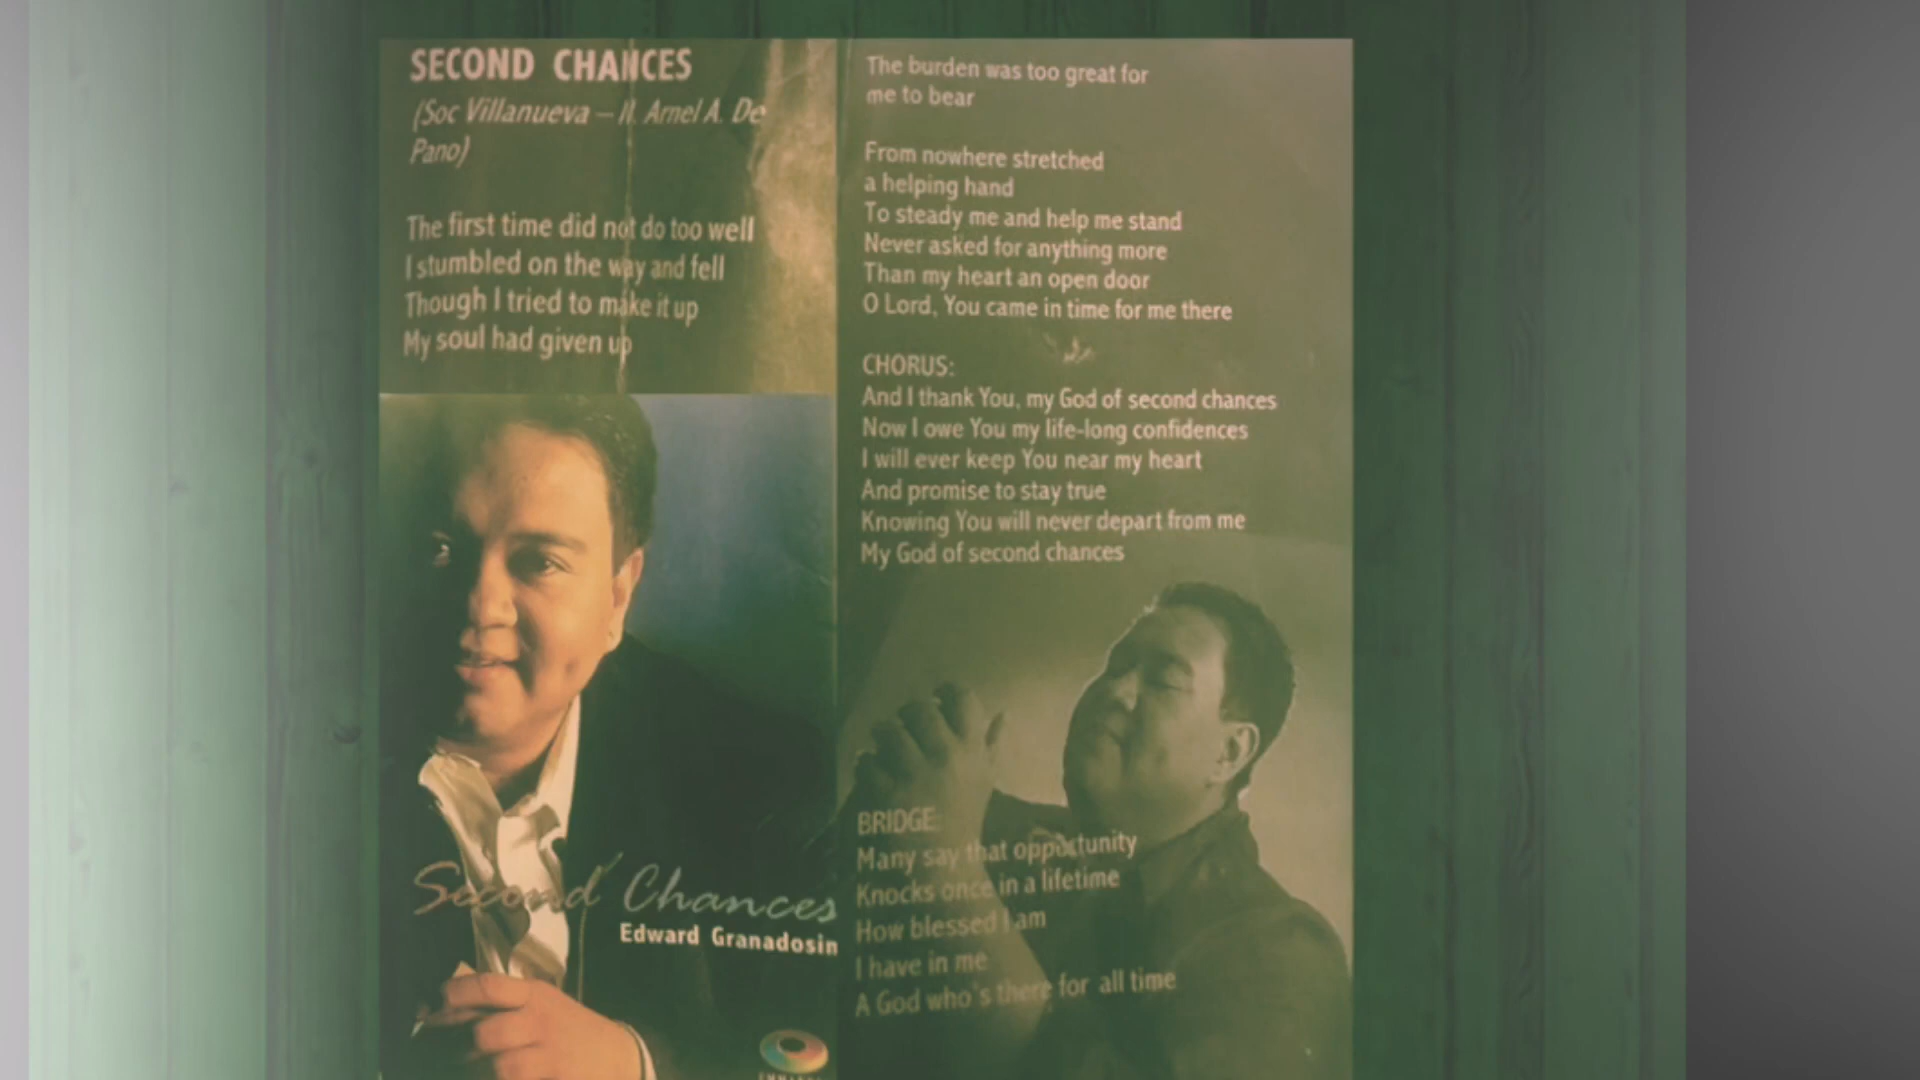 SECOND CHANCES
(Soc Villanueva – II. Arnel A. De
Pano)
The first time did not do too well
I stumbled on the way and fell
Though I tried to make it up
My soul had given up
Second Chances
Edward Granadosin
The burden was too great for
me to bear
From nowhere stretched
a helping hand
To steady me and help me stand
Never asked for anything more
Than my heart an open door
O Lord, You came in time for me there
CHORUS:
And I thank You, my God of second chances
Now I owe You my life-long confidences
I will ever keep You near my heart
And promise to stay true
Knowing You will never depart from me
My God of second chances
BRIDGE:
Many say that opportunity
Knocks once in a lifetime
How blessed I am
I have in me
A God who's there for all time